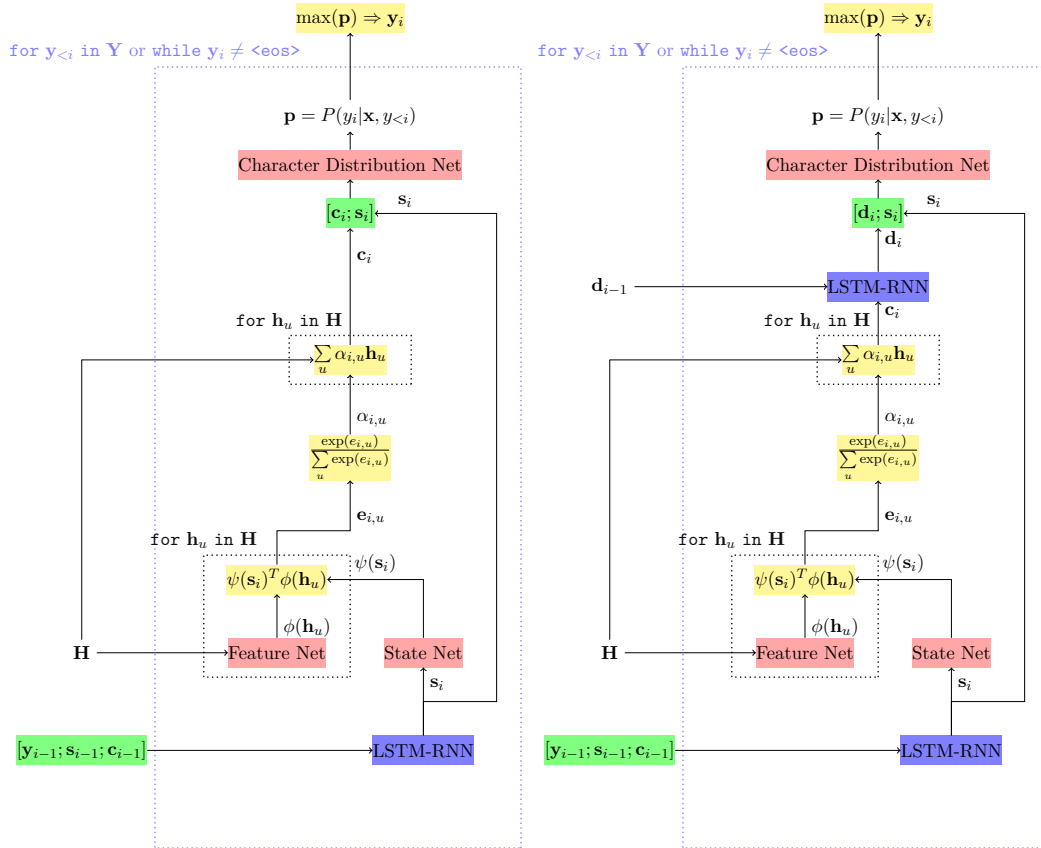 max(p) ⇒ y_i
for y_{<i} in Y or while y_i ≠ <eos>
p = P(y_i|x, y_{<i})
Character Distribution Net
s_i
[c_i; s_i]
c_i
for h_u in H
∑_u α_{i,u}h_u
α_{i,u}
exp(e_{i,u})
∑_u exp(e_{i,u})
e_{i,u}
for h_u in H
ψ(s_i)
ψ(s_i)^T ϕ(h_u)
ϕ(h_u)
H
Feature Net
State Net
s_i
[y_{i−1}; s_{i−1}; c_{i−1}]
LSTM-RNN
max(p) ⇒ y_i
for y_{<i} in Y or while y_i ≠ <eos>
p = P(y_i|x, y_{<i})
Character Distribution Net
s_i
[d_i; s_i]
d_i
d_{i−1}
LSTM-RNN
c_i
for h_u in H
∑_u α_{i,u}h_u
α_{i,u}
exp(e_{i,u})
∑_u exp(e_{i,u})
e_{i,u}
for h_u in H
ψ(s_i)
ψ(s_i)^T ϕ(h_u)
ϕ(h_u)
H
Feature Net
State Net
s_i
[y_{i−1}; s_{i−1}; c_{i−1}]
LSTM-RNN